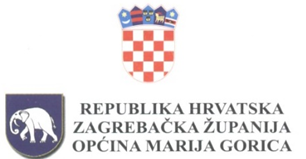 REPUBLIKA HRVATSKA
ZAGREBAČKA ŽUPANIJA
OPĆINA MARIJA GORICA